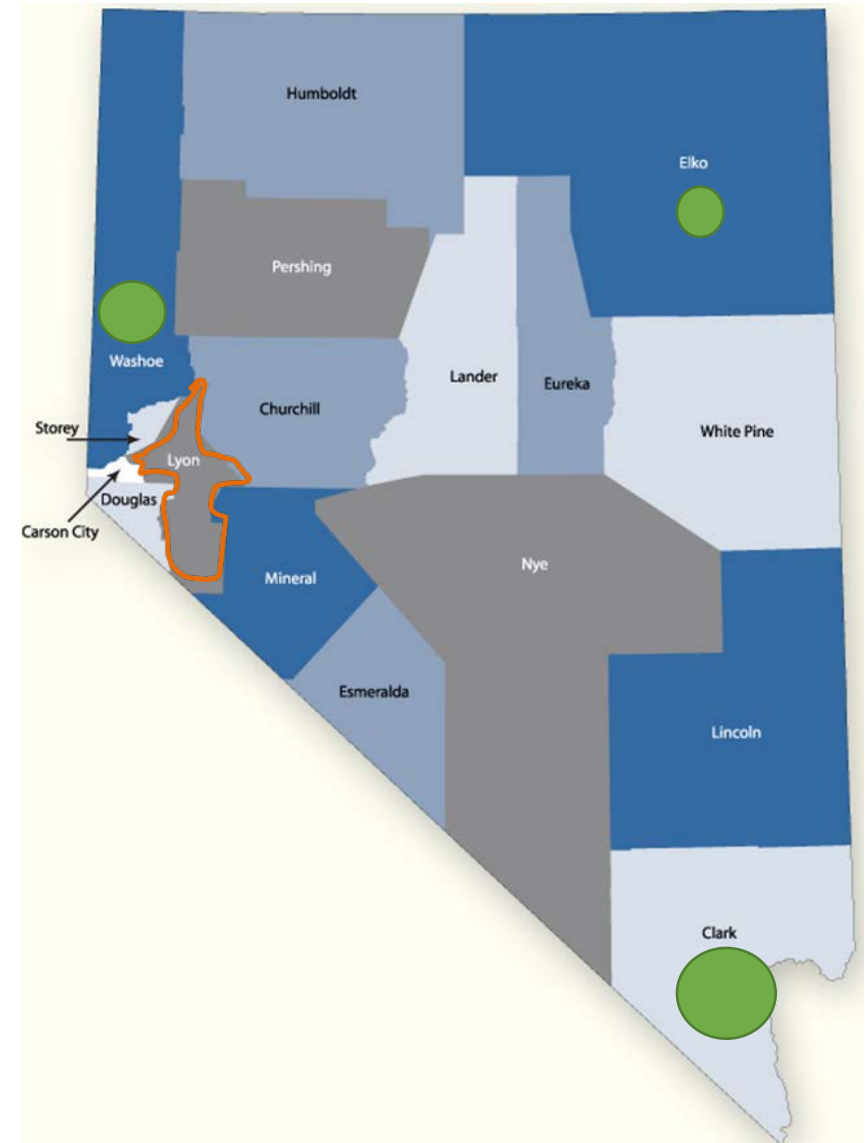 Humboldt
Elko
Pershing
Washoe
Lander
Eureka
Churchill
Storey
White Pine
Lyon
Douglas
Carson City
Mineral
Nye
Esmeralda
Lincoln
Clark